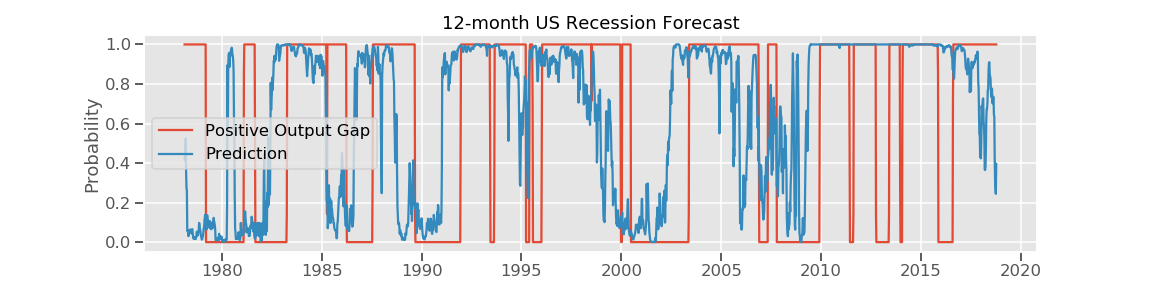 12-month US Recession Forecast
1.0
0.8
0.6
0.4
0.2
0.0
Probability
Positive Output Gap
Prediction
1980 1985 1990 1995 2000 2005 2010 2015 2020